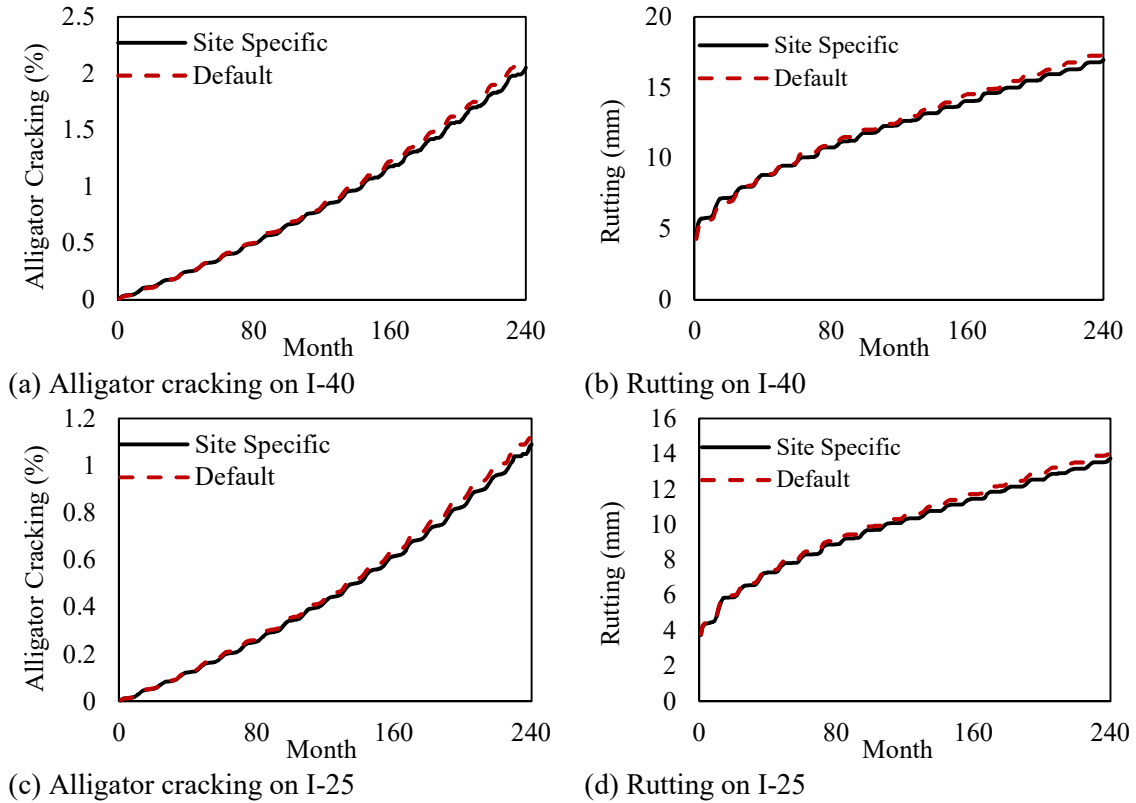 2.5
2
1.5
1
0.5
0
Alligator Cracking (%)
Site Specific
Default
0 80 160 240
Month
(a) Alligator cracking on I-40
20
15
10
5
0
Rutting (mm)
Site Specific
Default
0 80 160 240
Month
(b) Rutting on I-40
1.2
1
0.8
0.6
0.4
0.2
0
Alligator Cracking (%)
Site Specific
Default
0 80 160 240
Month
(c) Alligator cracking on I-25
16
14
12
10
8
6
4
2
0
Rutting (mm)
Site Specific
Default
0 80 160 240
Month
(d) Rutting on I-25